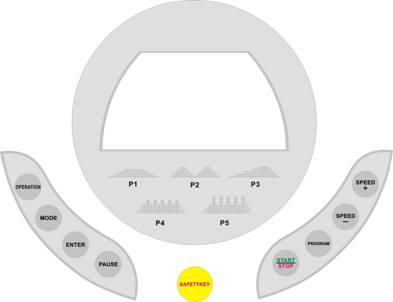 P1 P2 P3
P4 P5
OPERATION
MODE
ENTER
PAUSE
SPEED
+
SPEED
−
PROGRAM
START
STOP
SAFETYKEY